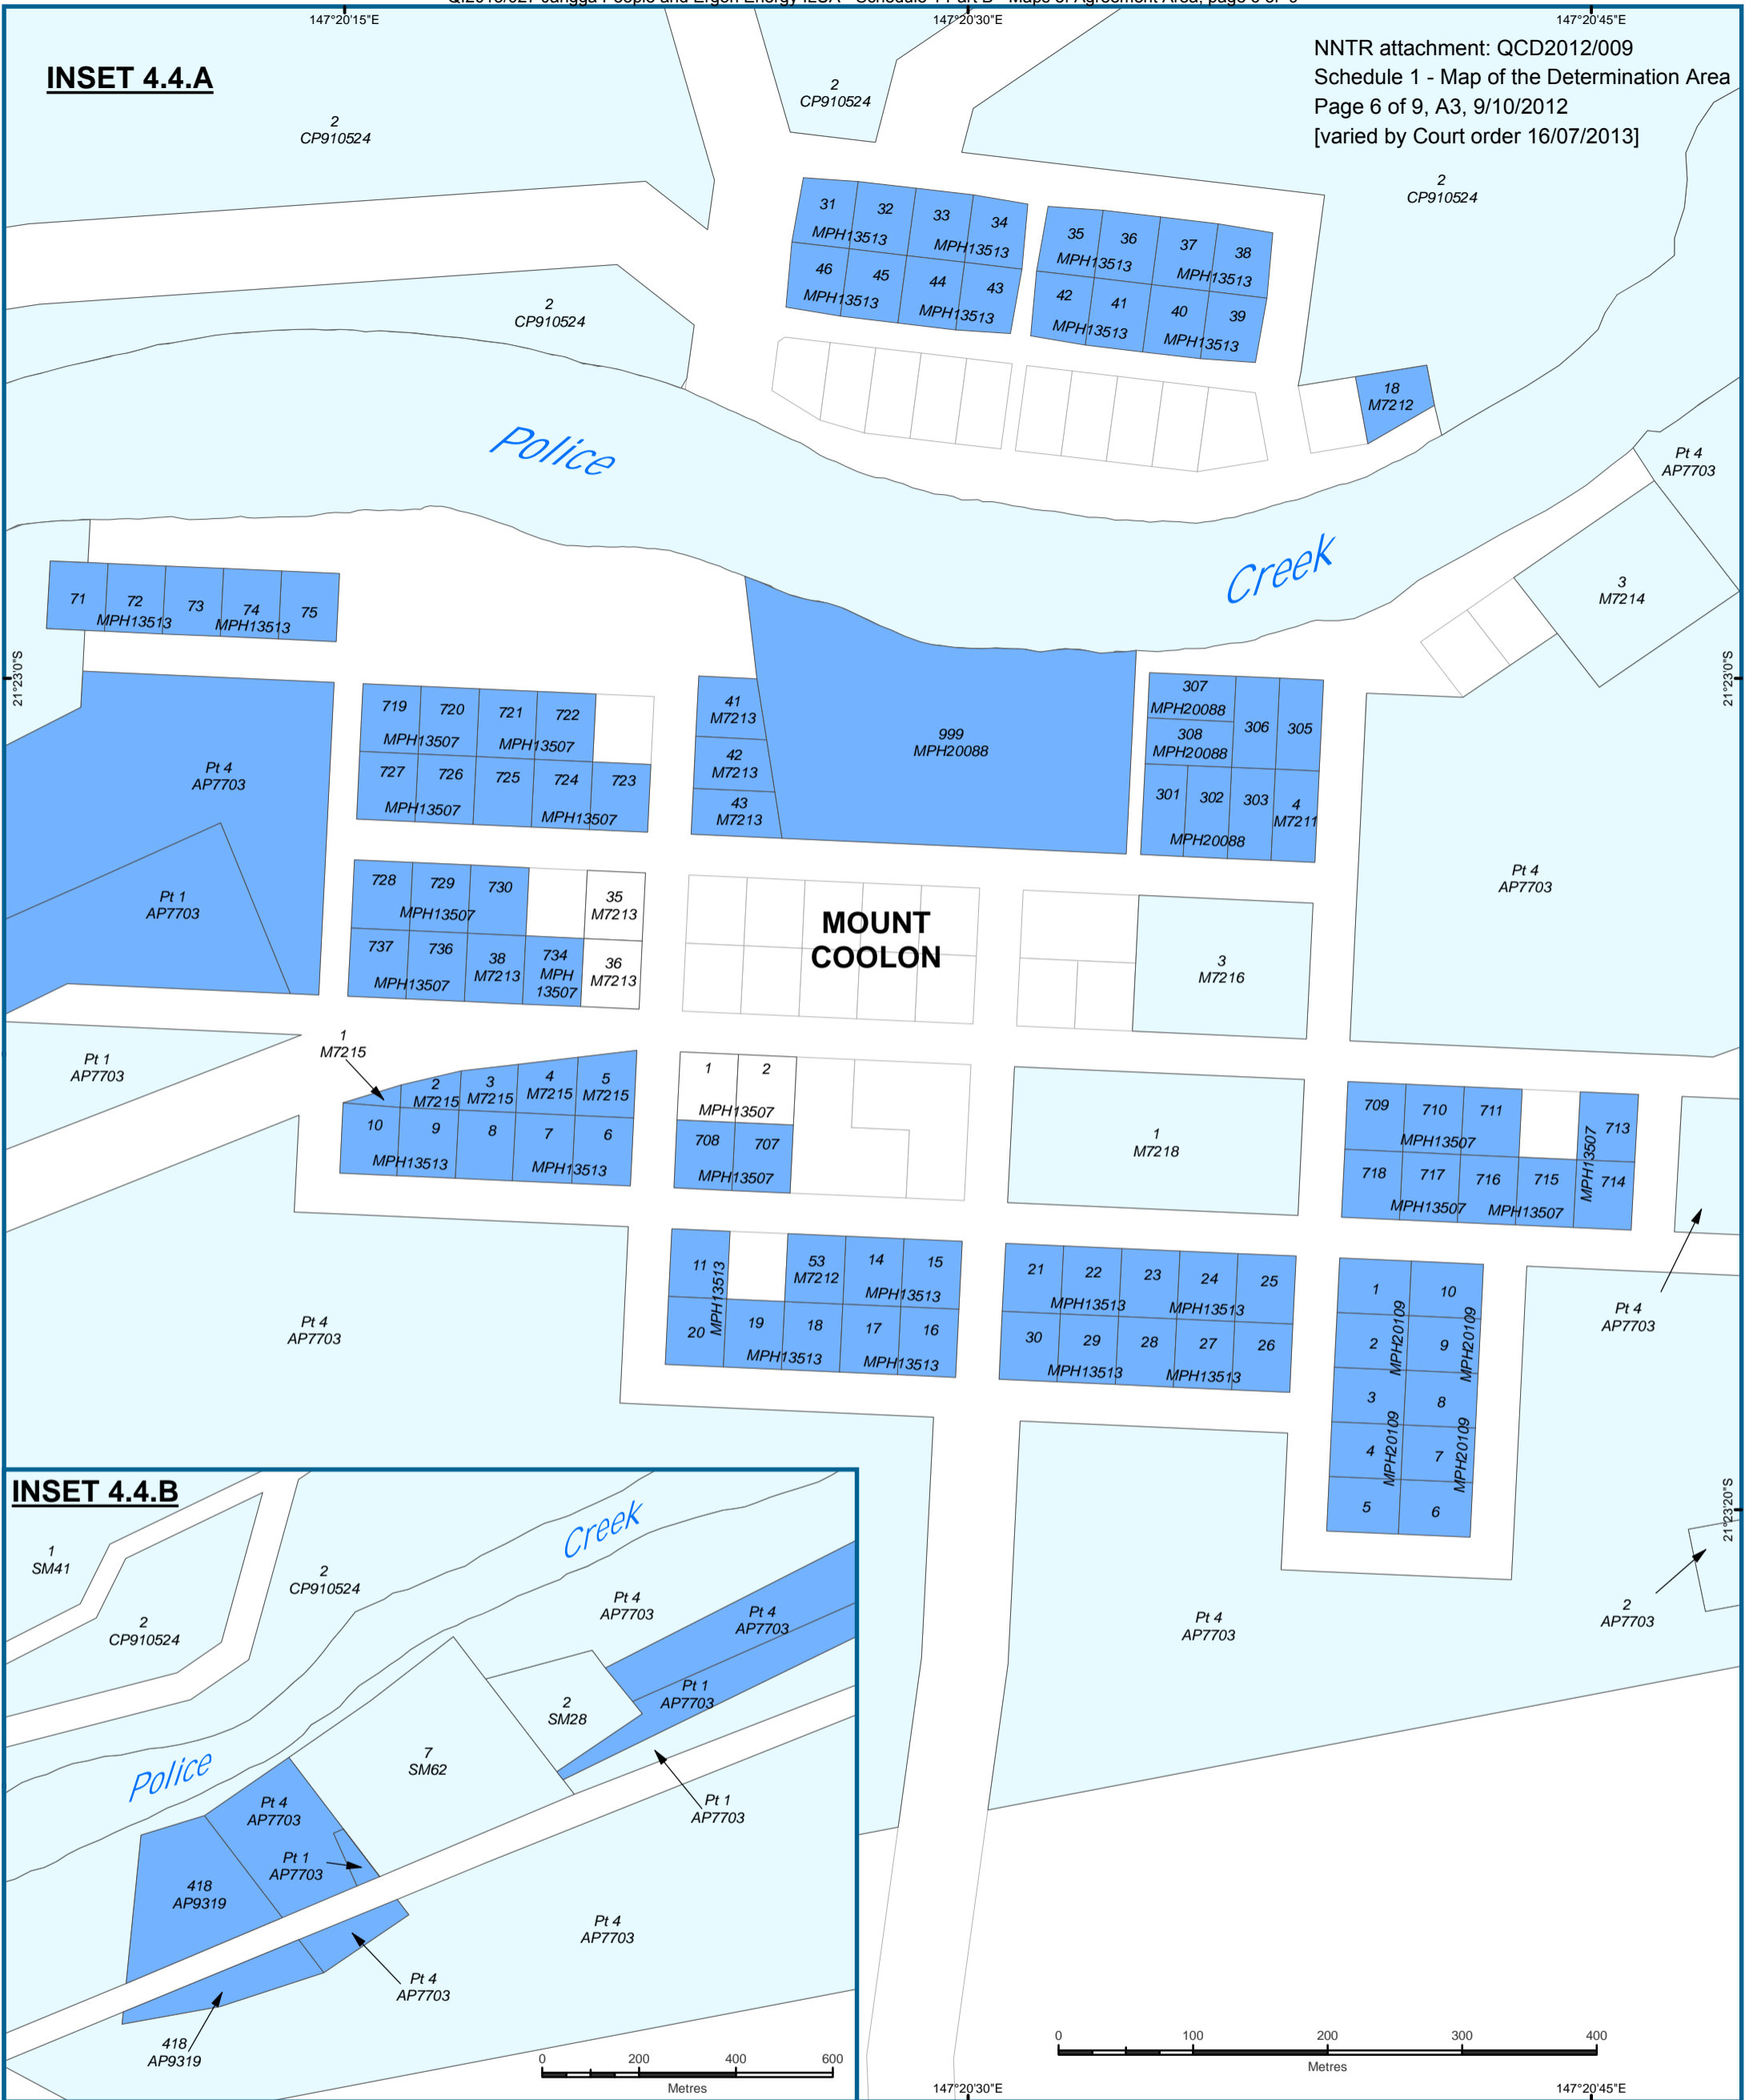 147°20'15"E
147°20'30"E
147°20'45"E
INSET 4.4.A
NNTR attachment: QCD2012/009
Schedule 1 - Map of the Determination Area
Page 6 of 9, A3, 9/10/2012
[varied by Court order 16/07/2013]
2
CP910524
2
CP910524
2
CP910524
2
CP910524
31
32
33
34
MPH13513
MPH13513
46
45
44
43
MPH13513
MPH13513
35
36
37
38
MPH13513
MPH13513
42
41
40
39
MPH13513
MPH13513
18
M7212
Police
Creek
Pt 4
AP7703
3
M7214
71
72
73
74
75
MPH13513
MPH13513
21°23'0"S
21°23'0"S
Pt 4
AP7703
Pt 1
AP7703
719
720
721
722
MPH13507
MPH13507
727
726
725
724
723
MPH13507
MPH13507
41
M7213
42
M7213
43
M7213
999
MPH20088
307
MPH20088
308
MPH20088
306
305
301
302
303
4
M7211
MPH20088
Pt 4
AP7703
728
729
730
MPH13507
35
M7213
737
736
MPH13507
38
M7213
734
MPH
13507
36
M7213
MOUNT
COOLON
3
M7216
Pt 1
AP7703
1
M7215
2
M7215
3
M7215
4
M7215
5
M7215
10
9
8
7
6
MPH13513
MPH13513
1
2
MPH13507
708
707
MPH13507
1
M7218
709
710
711
MPH13507
713
MPH13507
718
717
716
715
714
MPH13507
MPH13507
Pt 4
AP7703
11
MPH13513
53
M7212
14
15
MPH13513
20
19
18
17
16
MPH13513
MPH13513
21
22
23
24
25
MPH13513
MPH13513
30
29
28
27
26
MPH13513
MPH13513
1
10
2
9
MPH20109
MPH20109
3
8
4
7
MPH20109
MPH20109
5
6
Pt 4
AP7703
21°23'20"S
2
AP7703
Pt 4
AP7703
INSET 4.4.B
1
SM41
2
CP910524
2
CP910524
Creek
Police
Pt 4
AP7703
Pt 4
AP7703
Pt 1
AP7703
2
SM28
7
SM62
Pt 1
AP7703
Pt 4
AP7703
Pt 1
AP7703
418
AP9319
Pt 4
AP7703
Pt 4
AP7703
418
AP9319
0 200 400 600
Metres
0 100 200 300 400
Metres
147°20'30"E
147°20'45"E